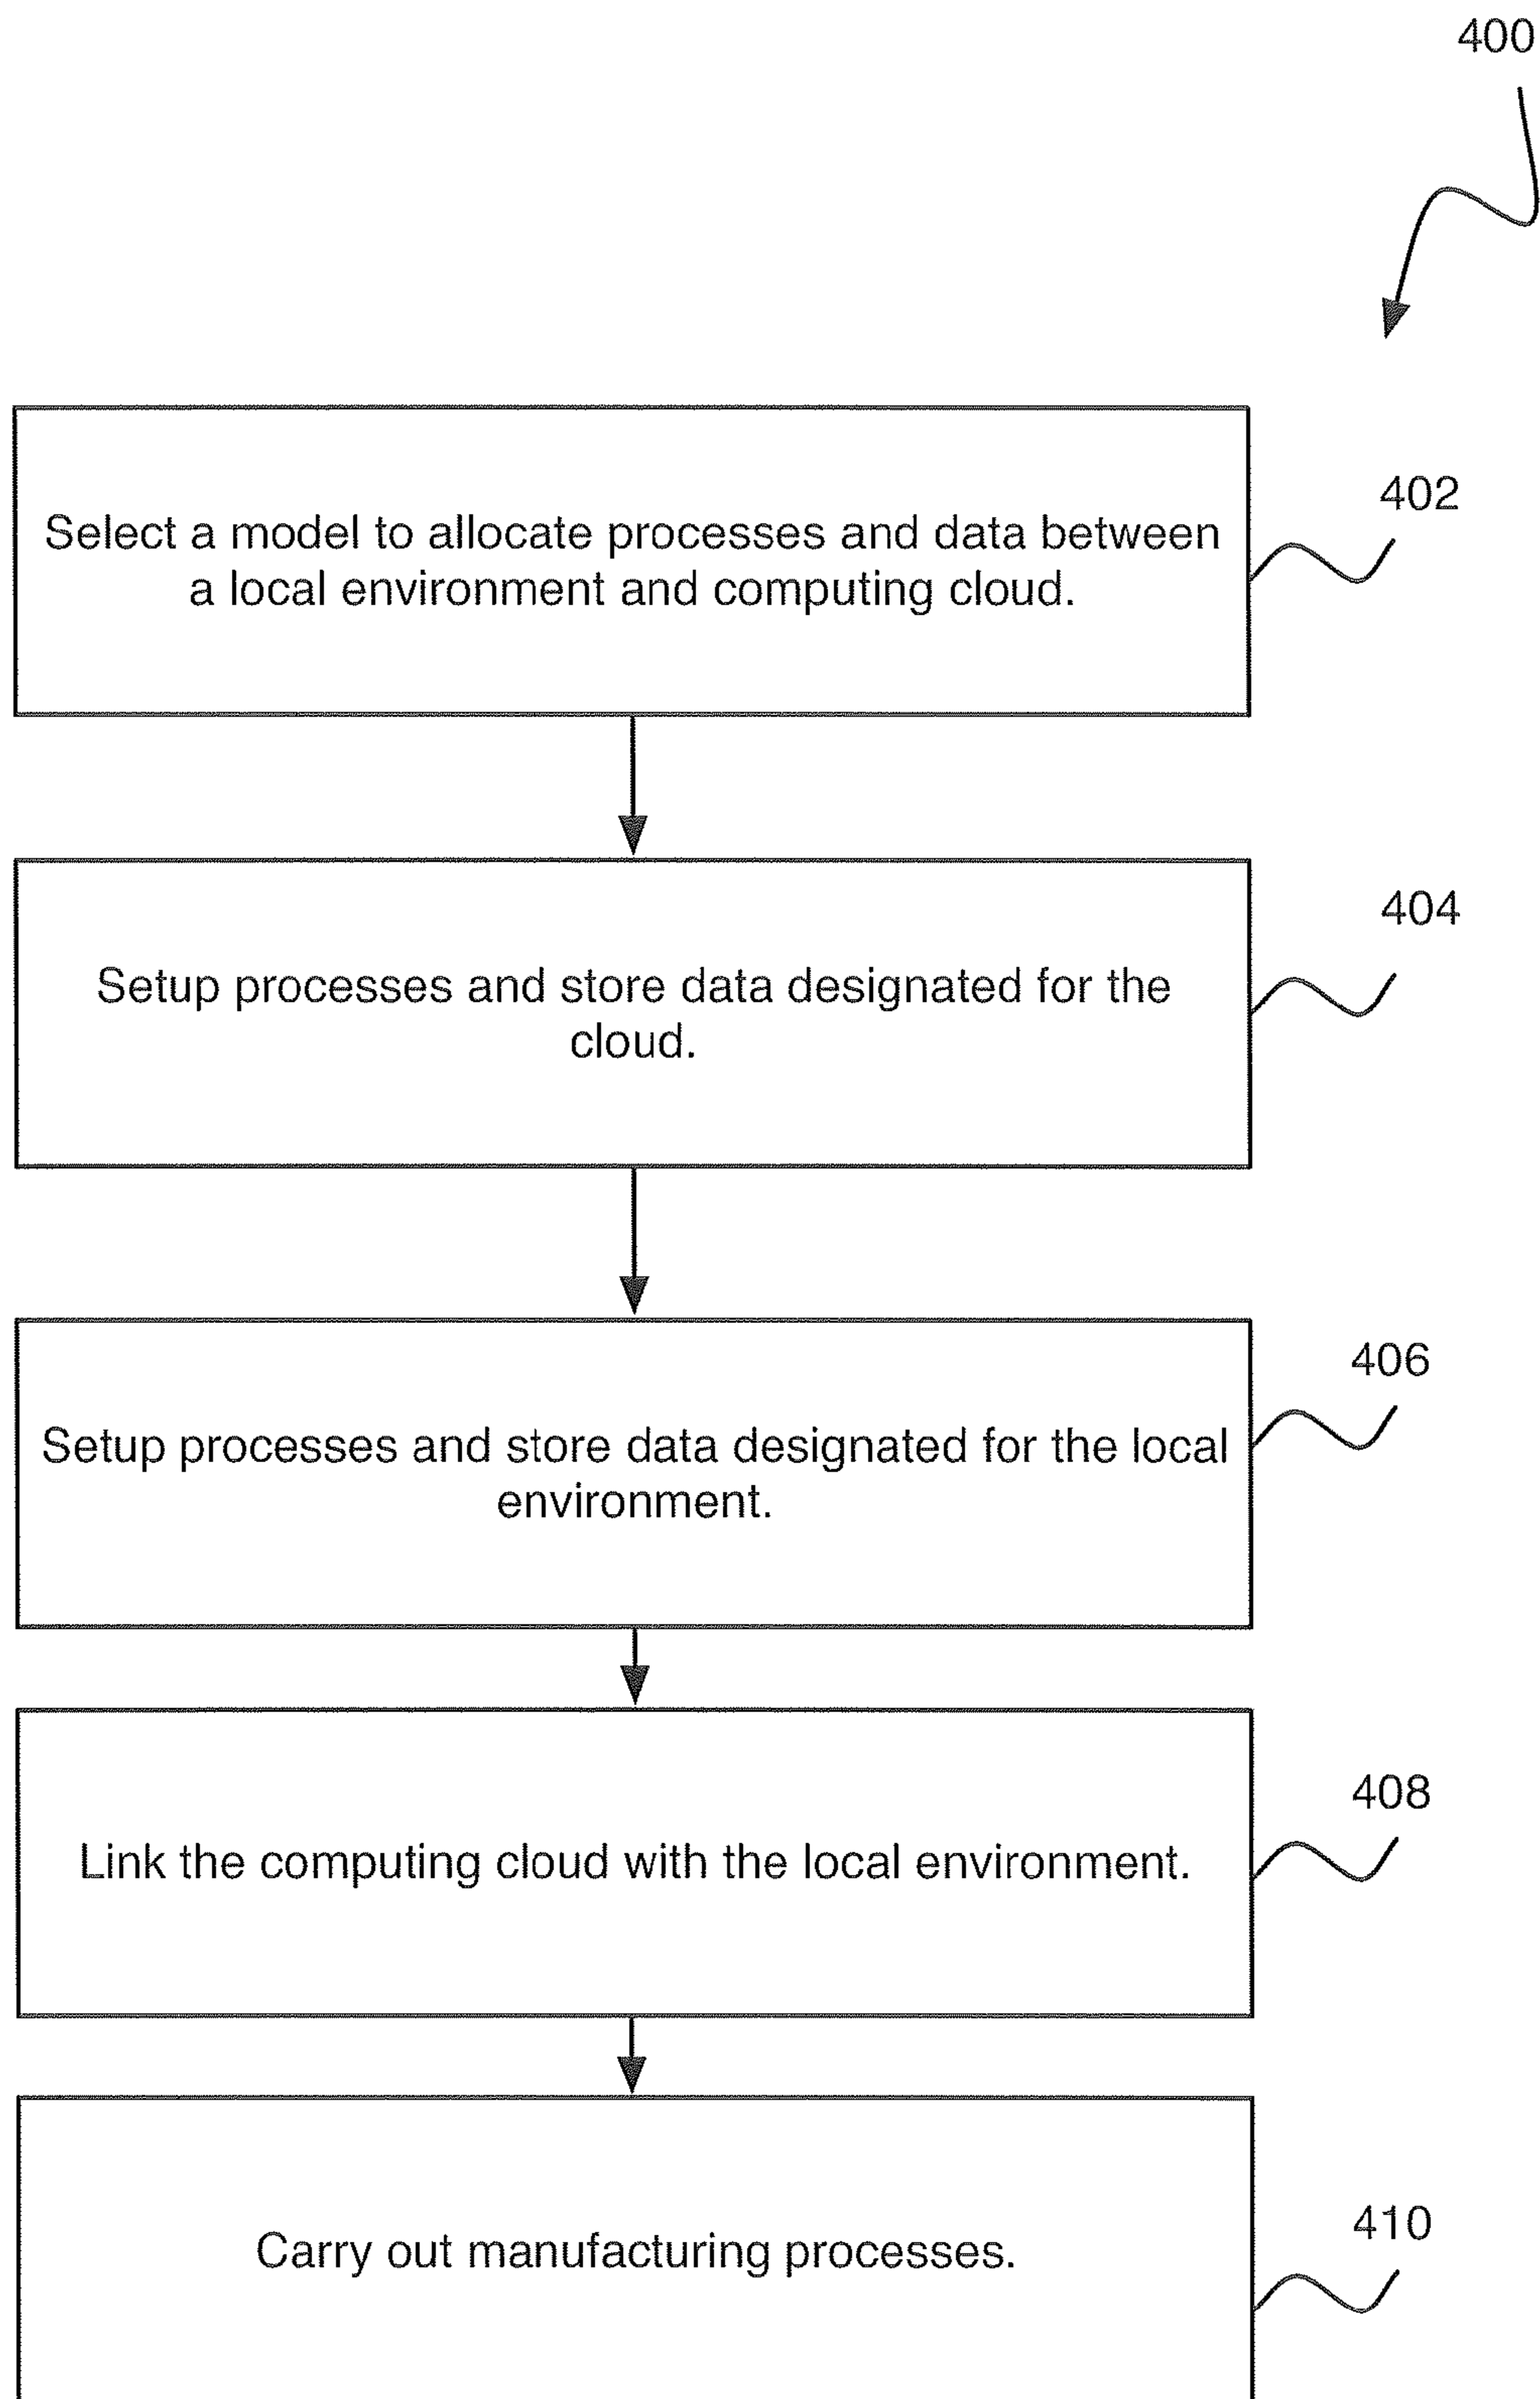 400
402
Select a model to allocate processes and data between
a local environment and computing cloud.
404
Setup processes and store data designated for the
cloud.
406
Setup processes and store data designated for the local
environment.
408
Link the computing cloud with the local environment.
410
Carry out manufacturing processes.